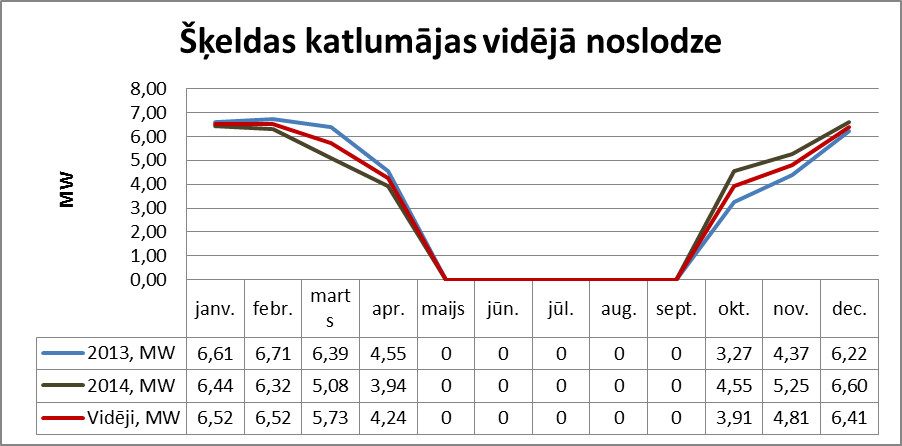 Šķeldas katlumājas vidējā noslodze
8,00
7,00
6,00
5,00
4,00
3,00
2,00
1,00
0,00
MW
janv. febr. mart apr. maijs jūn. jūl. aug. sept. okt. nov. dec.
s
2013, MW 6,61 6,71 6,39 4,55 0 0 0 0 0 3,27 4,37 6,22
2014, MW 6,44 6,32 5,08 3,94 0 0 0 0 0 4,55 5,25 6,60
Vidēji, MW 6,52 6,52 5,73 4,24 0 0 0 0 0 3,91 4,81 6,41